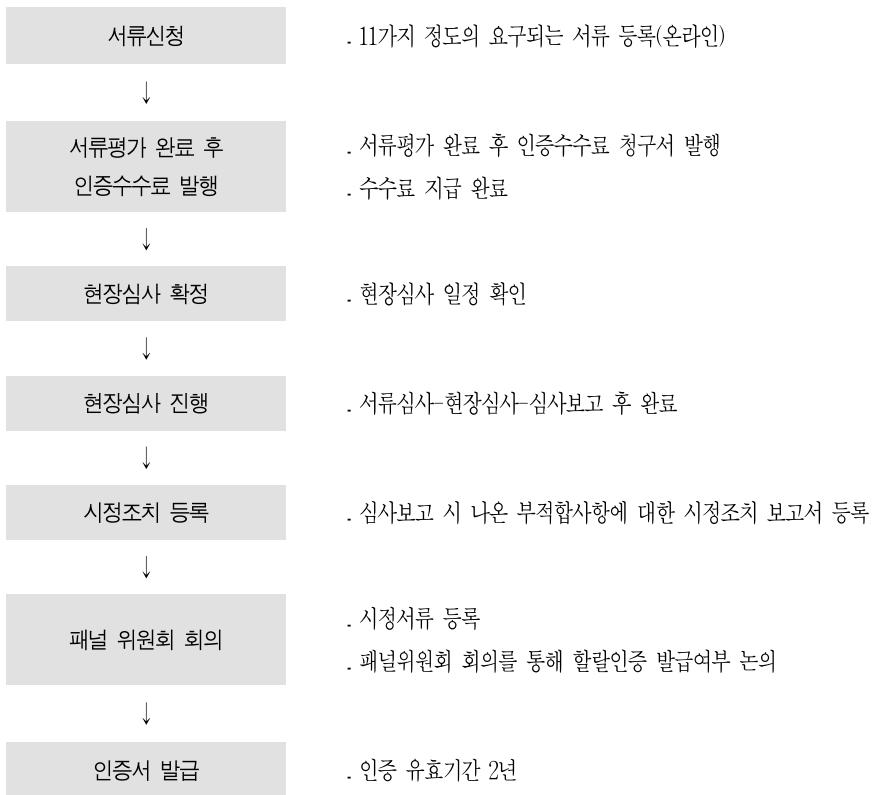 서류신청
. 11가지 정도의 요구되는 서류 등록(온라인)
↓
서류평가 완료 후
인증수수료 발행
. 서류평가 완료 후 인증수수료 청구서 발행
. 수수료 지급 완료
↓
현장심사 확정
. 현장심사 일정 확인
↓
현장심사 진행
. 서류심사-현장심사-심사보고 후 완료
↓
시정조치 등록
. 심사보고 시 나온 부적합사항에 대한 시정조치 보고서 등록
↓
패널 위원회 회의
. 시정서류 등록
. 패널위원회 회의를 통해 할랄인증 발급여부 논의
↓
인증서 발급
. 인증 유효기간 2년